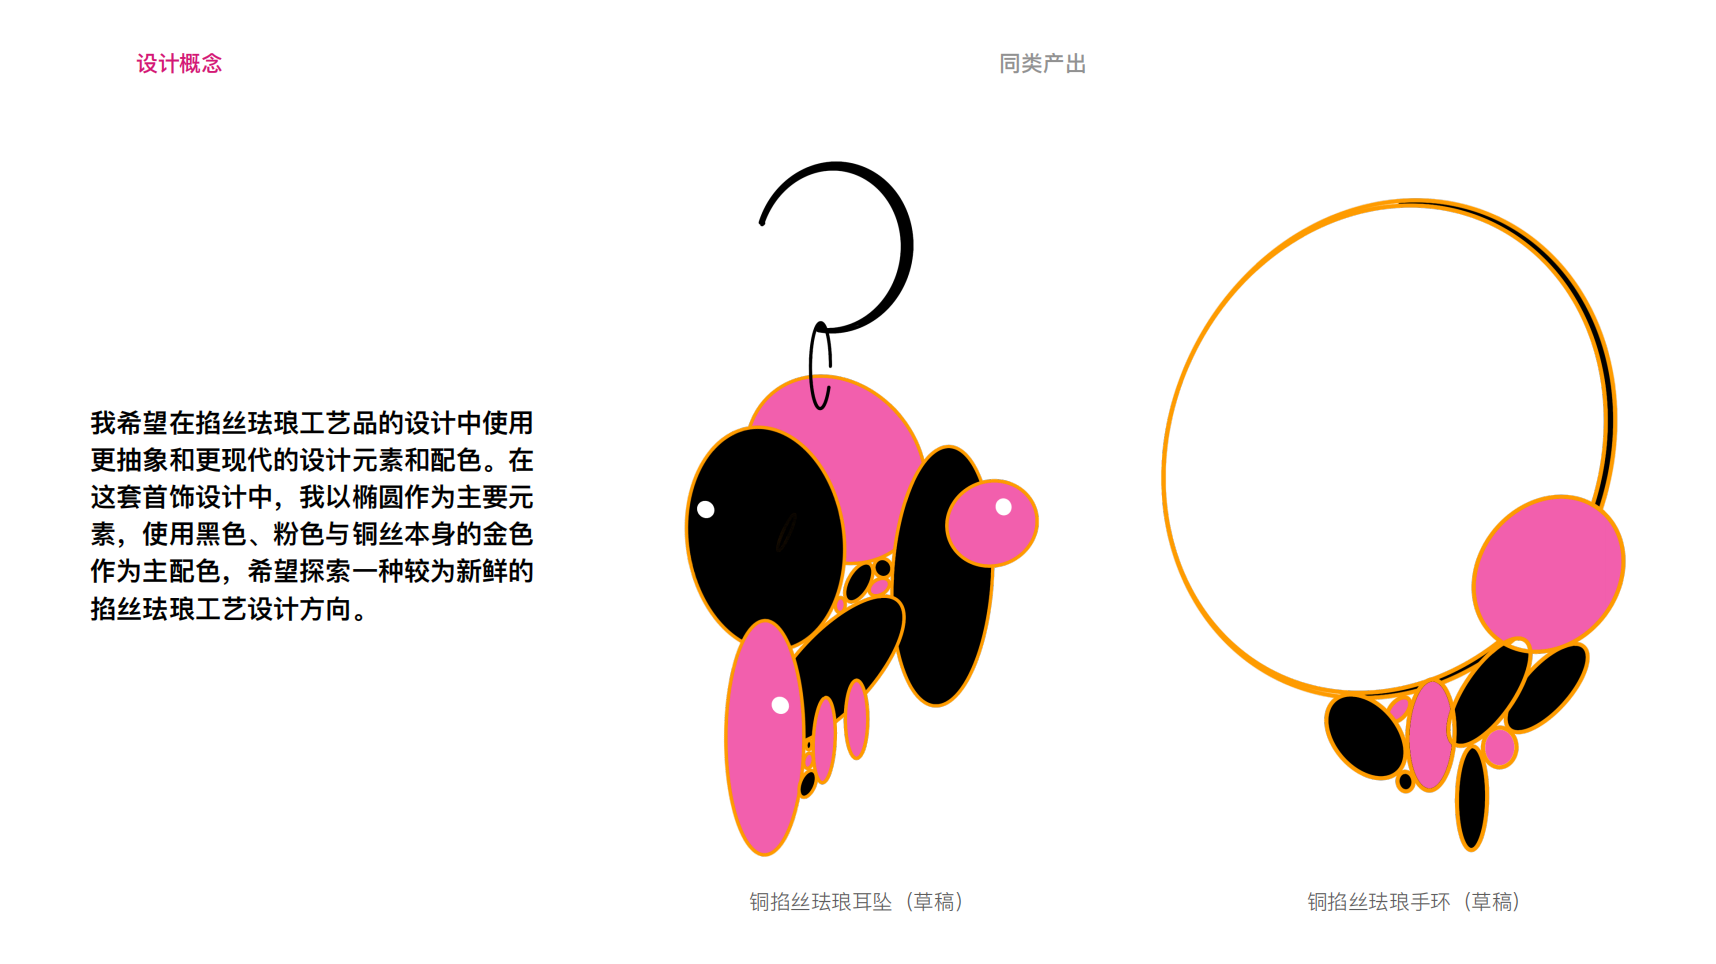 设计概念
同类产出
我希望在掐丝珐琅工艺品的设计中使用
更抽象和更现代的设计元素和配色。在
这套首饰设计中，我以椭圆作为主要元
素，使用黑色、粉色与铜丝本身的金色
作为主配色，希望探索一种较为新鲜的
掐丝珐琅工艺设计方向。
铜掐丝珐琅耳坠（草稿）
铜掐丝珐琅手环（草稿）